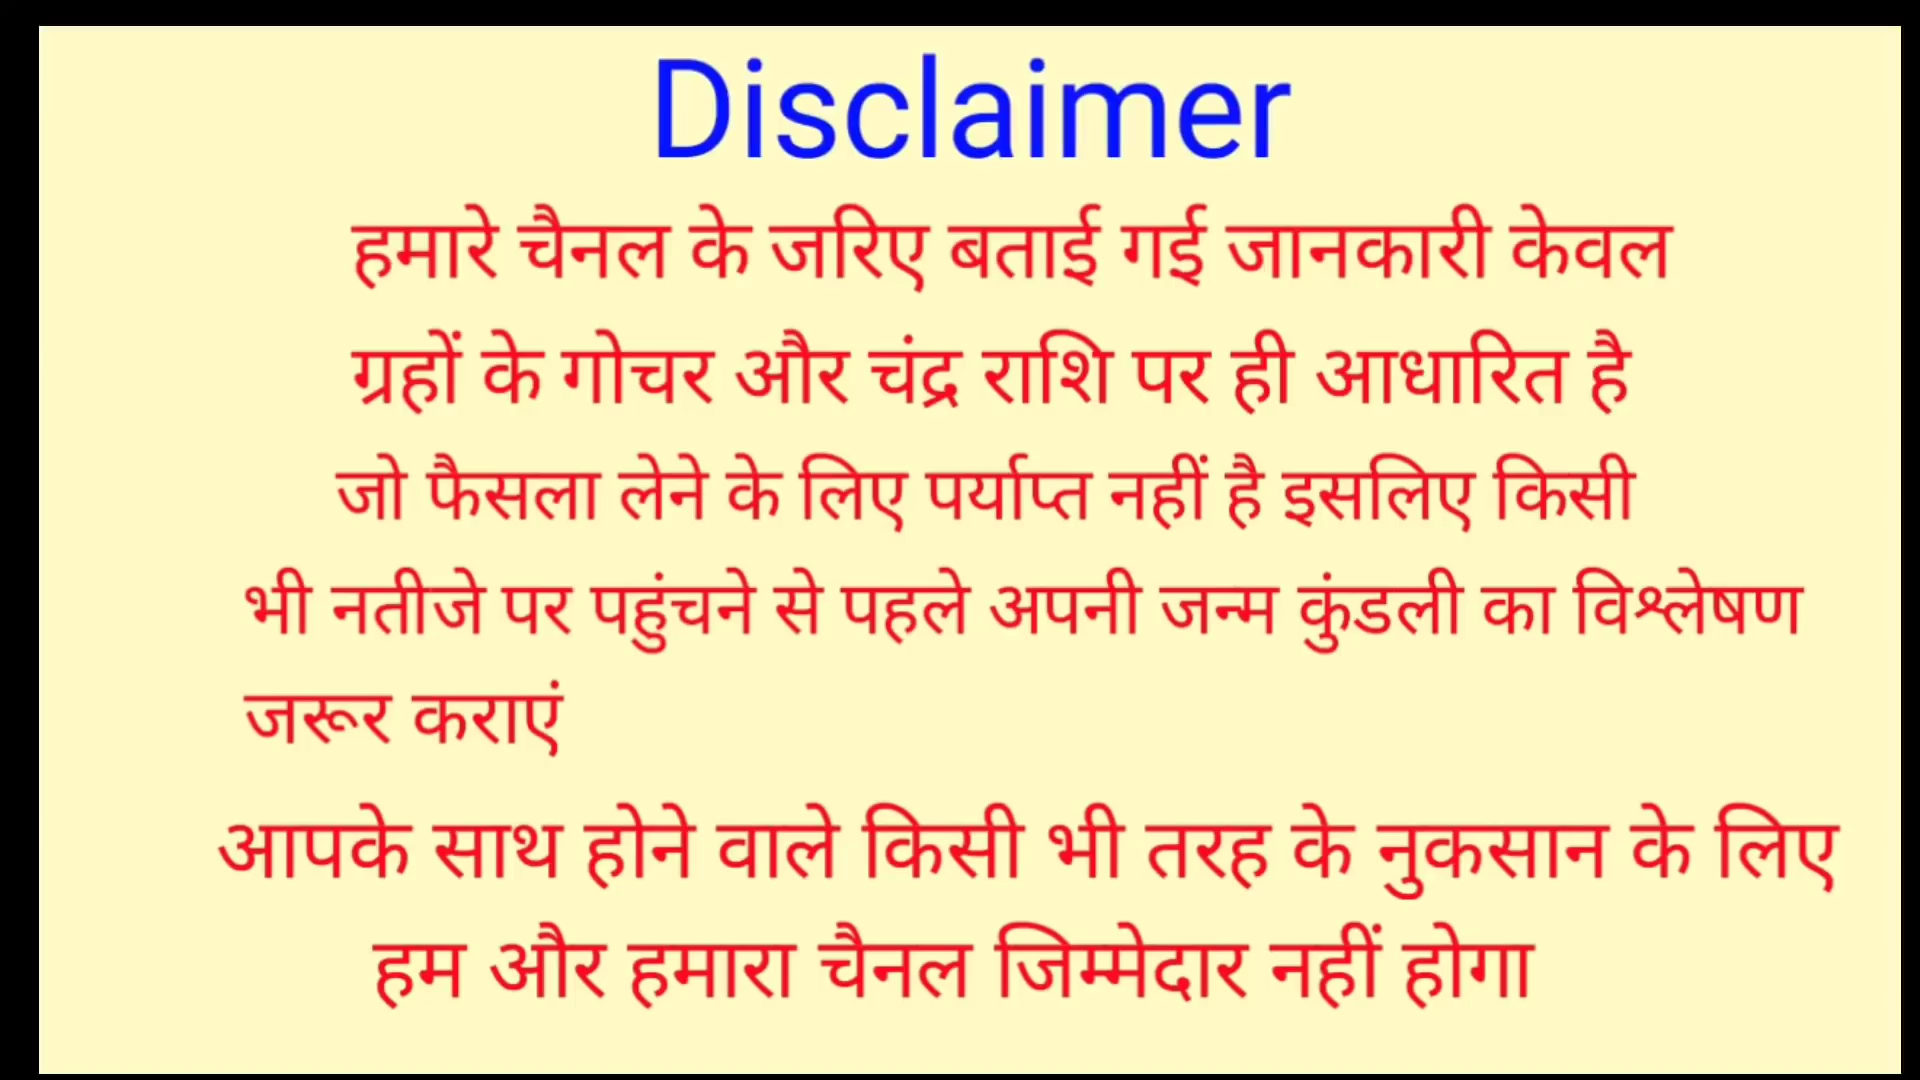 Disclaimer
हमारे चैनल के जरिए बताई गई जानकारी केवल
ग्रहों के गोचर और चंद्र राशि पर ही आधारित है
जो फैसला लेने के लिए पर्याप्त नहीं है इसलिए किसी
भी नतीजे पर पहुंचने से पहले अपनी जन्म कुंडली का विश्लेषण
जरूर कराएं
आपके साथ होने वाले किसी भी तरह के नुकसान के लिए
हम और हमारा चैनल जिम्मेदार नहीं होगा